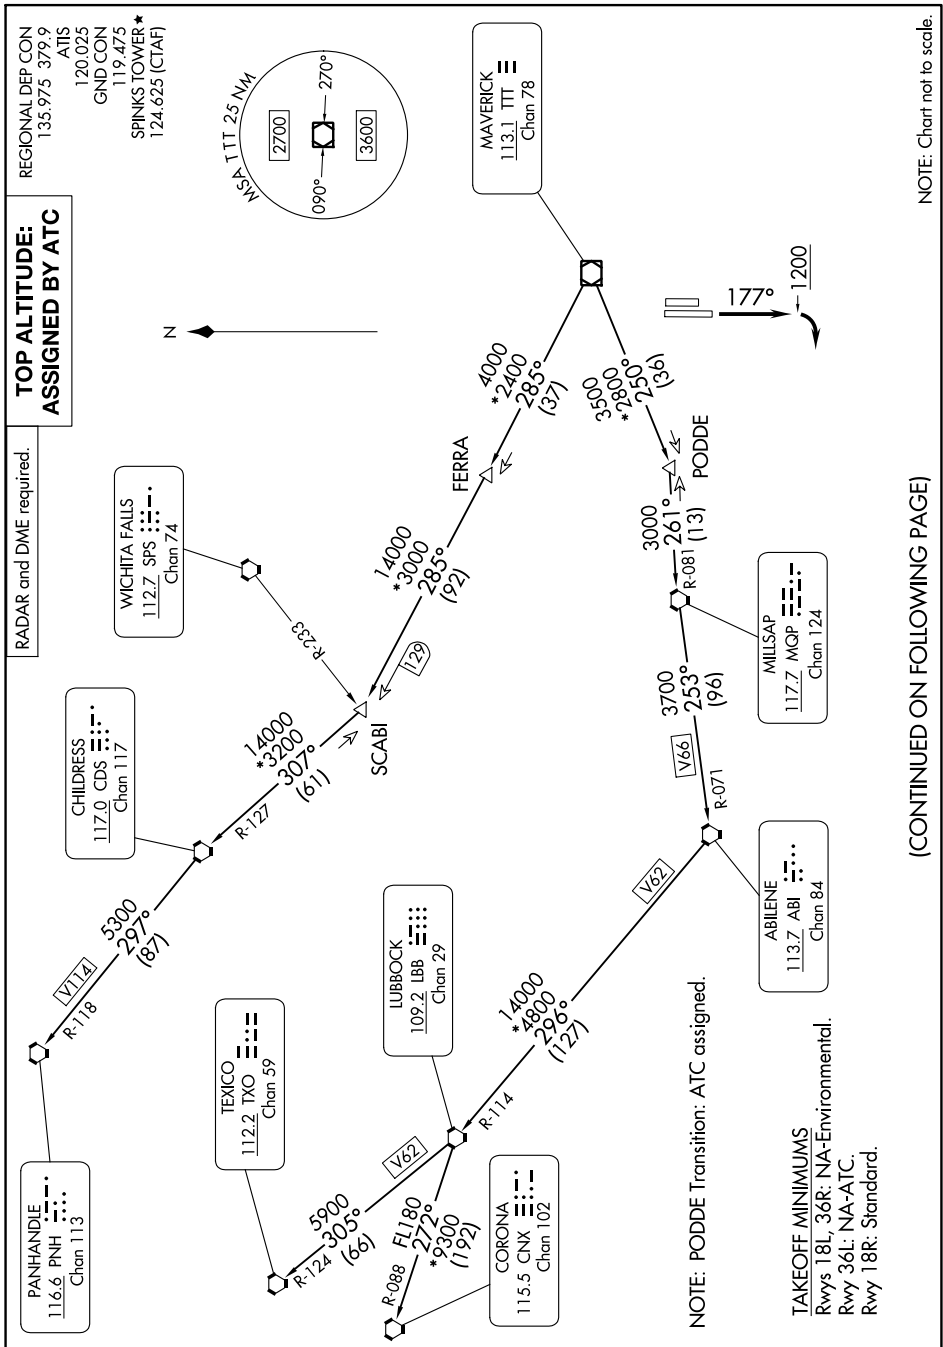 RADAR and DME required.
TOP ALTITUDE:
ASSIGNED BY ATC
REGIONAL DEP CON
135.975 379.9
ATIS
120.025
GND CON
119.475
SPINKS TOWER★
124.625 (CTAF)
MSA TTT 25 NM
2700
090°
270°
3600
N
PANHANDLE
116.6 PNH
Chan 113
R-118
V114
5300
297°
(87)
CHILDRESS
117.0 CDS
Chan 117
R-127
14000
*3200
307°
(61)
WICHITA FALLS
112.7 SPS
Chan 74
R-233
SCABI
129
14000
*3000
285°
(92)
FERRA
4000
*2400
285°
(37)
MAVERICK
113.1 TTT
Chan 78
TEXICO
112.2 TXO
Chan 59
R-124
5900
305°
(66)
V62
LUBBOCK
109.2 LBB
Chan 29
CORONA
115.5 CNX
Chan 102
R-088
FL180
272°
*9300
(192)
R-114
14000
*4800
296°
(127)
V62
ABILENE
113.7 ABI
Chan 84
R-071
V66
3700
253°
(96)
MILLSAP
117.7 MQP
Chan 124
R-081
3000
261°
(13)
PODDE
3500
*2800
250°
(36)
177°
1200
NOTE: PODDE Transition: ATC assigned.
TAKEOFF MINIMUMS
Rwys 18L, 36R: NA-Environmental.
Rwy 36L: NA-ATC.
Rwy 18R: Standard.
(CONTINUED ON FOLLOWING PAGE)
NOTE: Chart not to scale.